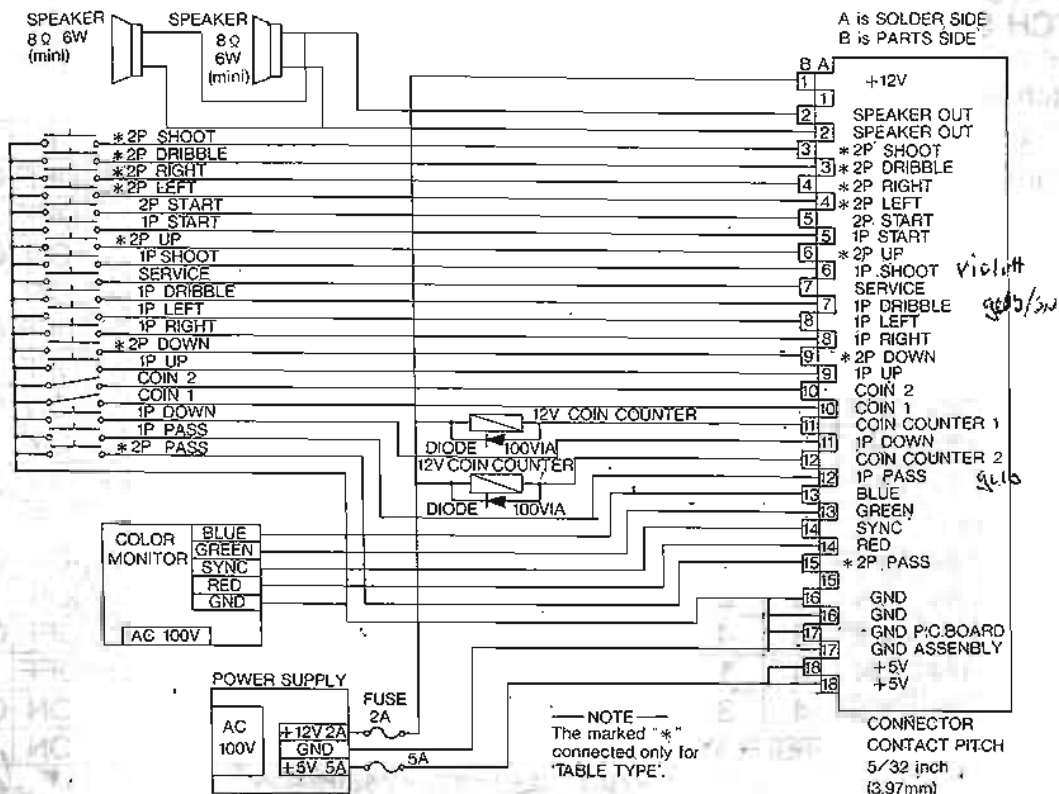 SPEAKER
8Ω 6W
(mini)
SPEAKER
8Ω
6W
(mini)
A is SOLDER SIDE
B is PARTS SIDE
*2P SHOOT
*2P DRIBBLE
*2P RIGHT
*2P LEFT
2P START
1P START
*2P UP
1P SHOOT
SERVICE
1P DRIBBLE
1P LEFT
1P RIGHT
*2P DOWN
1P UP
COIN 2
COIN 1
1P DOWN
1P PASS
*2P PASS
12V COIN COUNTER
DIODE 100VIA
12V COIN COUNTER
DIODE 100VIA
B A
1 +12V
1
2 SPEAKER OUT
2 SPEAKER OUT
3 *2P SHOOT
3 *2P DRIBBLE
4 *2P RIGHT
4 *2P LEFT
5 2P START
5 1P START
6 *2P UP
6 1P SHOOT violett
7 SERVICE
7 1P DRIBBLE gelb/sw
8 1P LEFT
8 1P RIGHT
9 *2P DOWN
9 1P UP
10 COIN 2
10 COIN 1
11 COIN COUNTER 1
11 1P DOWN
12 COIN COUNTER 2
12 1P PASS gelb
13 BLUE
13 GREEN
14 SYNC
14 RED
15 *2P PASS
15
16 GND
16 GND
17 GND P.C.BOARD
17 GND ASSENBLY
18 +5V
18 +5V
COLOR
MONITOR
BLUE
GREEN
SYNC
RED
GND
AC 100V
POWER SUPPLY
AC
100V
+12V 2A
GND
+5V 5A
FUSE
2A
5A
NOTE
The marked "*"
connected only for
'TABLE TYPE'.
CONNECTOR
CONTACT PITCH
5/32 inch
(3.97mm)